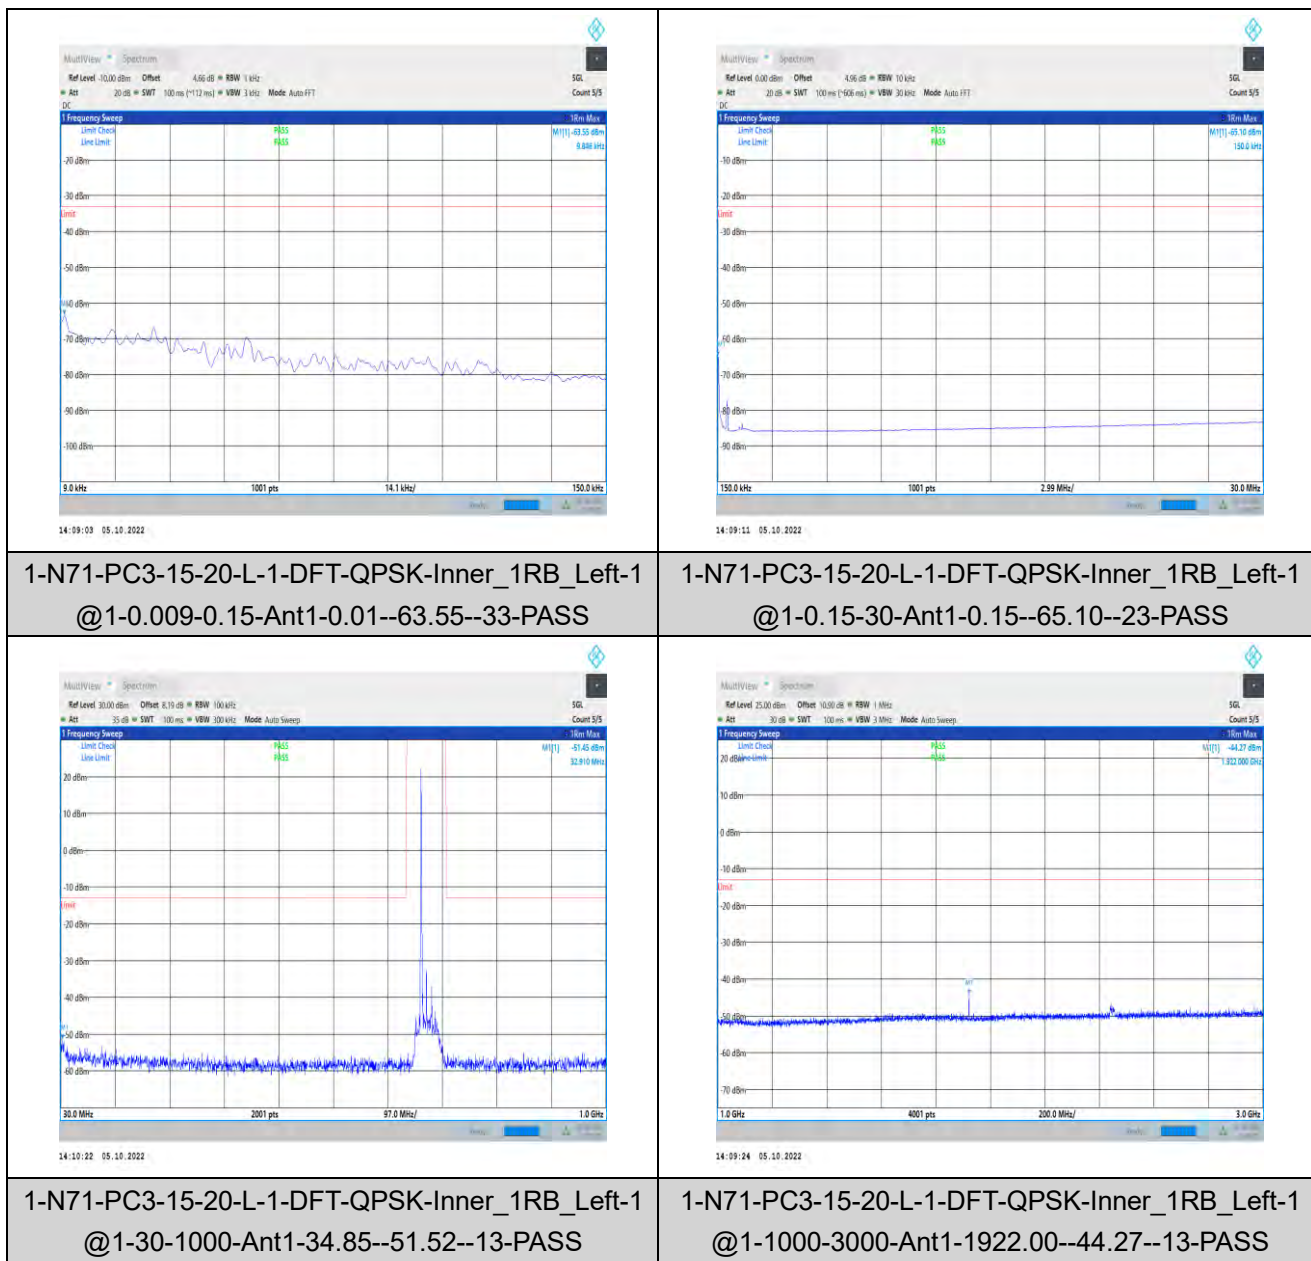 MultiView Spectrum
Ref Level -10.00 dBm Offset 4.66 dB RBW 1 kHz SGL
Att 20 dB SWT 100 ms (~112 ms) VBW 3 kHz Mode Auto FFT Count 5/5
DC
1 Frequency Sweep 1Rm Max
Limit Check PASS M1[1] -63.55 dBm
Line Limit PASS 9.846 kHz
-20 dBm
-30 dBm
Limit
-40 dBm
-50 dBm
-70 dBm
-80 dBm
-90 dBm
-100 dBm
9.0 kHz 1001 pts 14.1 kHz/ 150.0 kHz
14:09:03 05.10.2022
1-N71-PC3-15-20-L-1-DFT-QPSK-Inner_1RB_Left-1
@1-0.009-0.15-Ant1-0.01--63.55--33-PASS
MultiView Spectrum
Ref Level 0.00 dBm Offset 4.96 dB RBW 10 kHz SGL
Att 20 dB SWT 100 ms (~606 ms) VBW 30 kHz Mode Auto FFT Count 5/5
DC
1 Frequency Sweep 1Rm Max
Limit Check PASS M1[1] -65.10 dBm
Line Limit PASS 150.0 kHz
-10 dBm
-20 dBm
Limit
-30 dBm
-40 dBm
-50 dBm
-60 dBm
-70 dBm
-80 dBm
-90 dBm
150.0 kHz 1001 pts 2.99 MHz/ 30.0 MHz
14:09:11 05.10.2022
1-N71-PC3-15-20-L-1-DFT-QPSK-Inner_1RB_Left-1
@1-0.15-30-Ant1-0.15--65.10--23-PASS
MultiView Spectrum
Ref Level 30.00 dBm Offset 8.19 dB RBW 100 kHz SGL
Att 35 dB SWT 100 ms VBW 300 kHz Mode Auto Sweep Count 5/5
1 Frequency Sweep 1Rm Max
Limit Check PASS M1[1] -51.45 dBm
Line Limit PASS 32.910 MHz
20 dBm
10 dBm
0 dBm
-10 dBm
Limit
-20 dBm
-30 dBm
-40 dBm
-50 dBm
-60 dBm
30.0 MHz 2001 pts 97.0 MHz/ 1.0 GHz
14:10:22 05.10.2022
1-N71-PC3-15-20-L-1-DFT-QPSK-Inner_1RB_Left-1
@1-30-1000-Ant1-34.85--51.52--13-PASS
MultiView Spectrum
Ref Level 25.00 dBm Offset 10.90 dB RBW 1 MHz SGL
Att 30 dB SWT 100 ms VBW 3 MHz Mode Auto Sweep Count 5/5
1 Frequency Sweep 1Rm Max
Limit Check PASS M1[1] -44.27 dBm
Line Limit PASS 1.922 000 GHz
20 dBm
10 dBm
0 dBm
-10 dBm
Limit
-20 dBm
-30 dBm
-40 dBm
M1
-50 dBm
-60 dBm
-70 dBm
1.0 GHz 4001 pts 200.0 MHz/ 3.0 GHz
14:09:24 05.10.2022
1-N71-PC3-15-20-L-1-DFT-QPSK-Inner_1RB_Left-1
@1-1000-3000-Ant1-1922.00--44.27--13-PASS